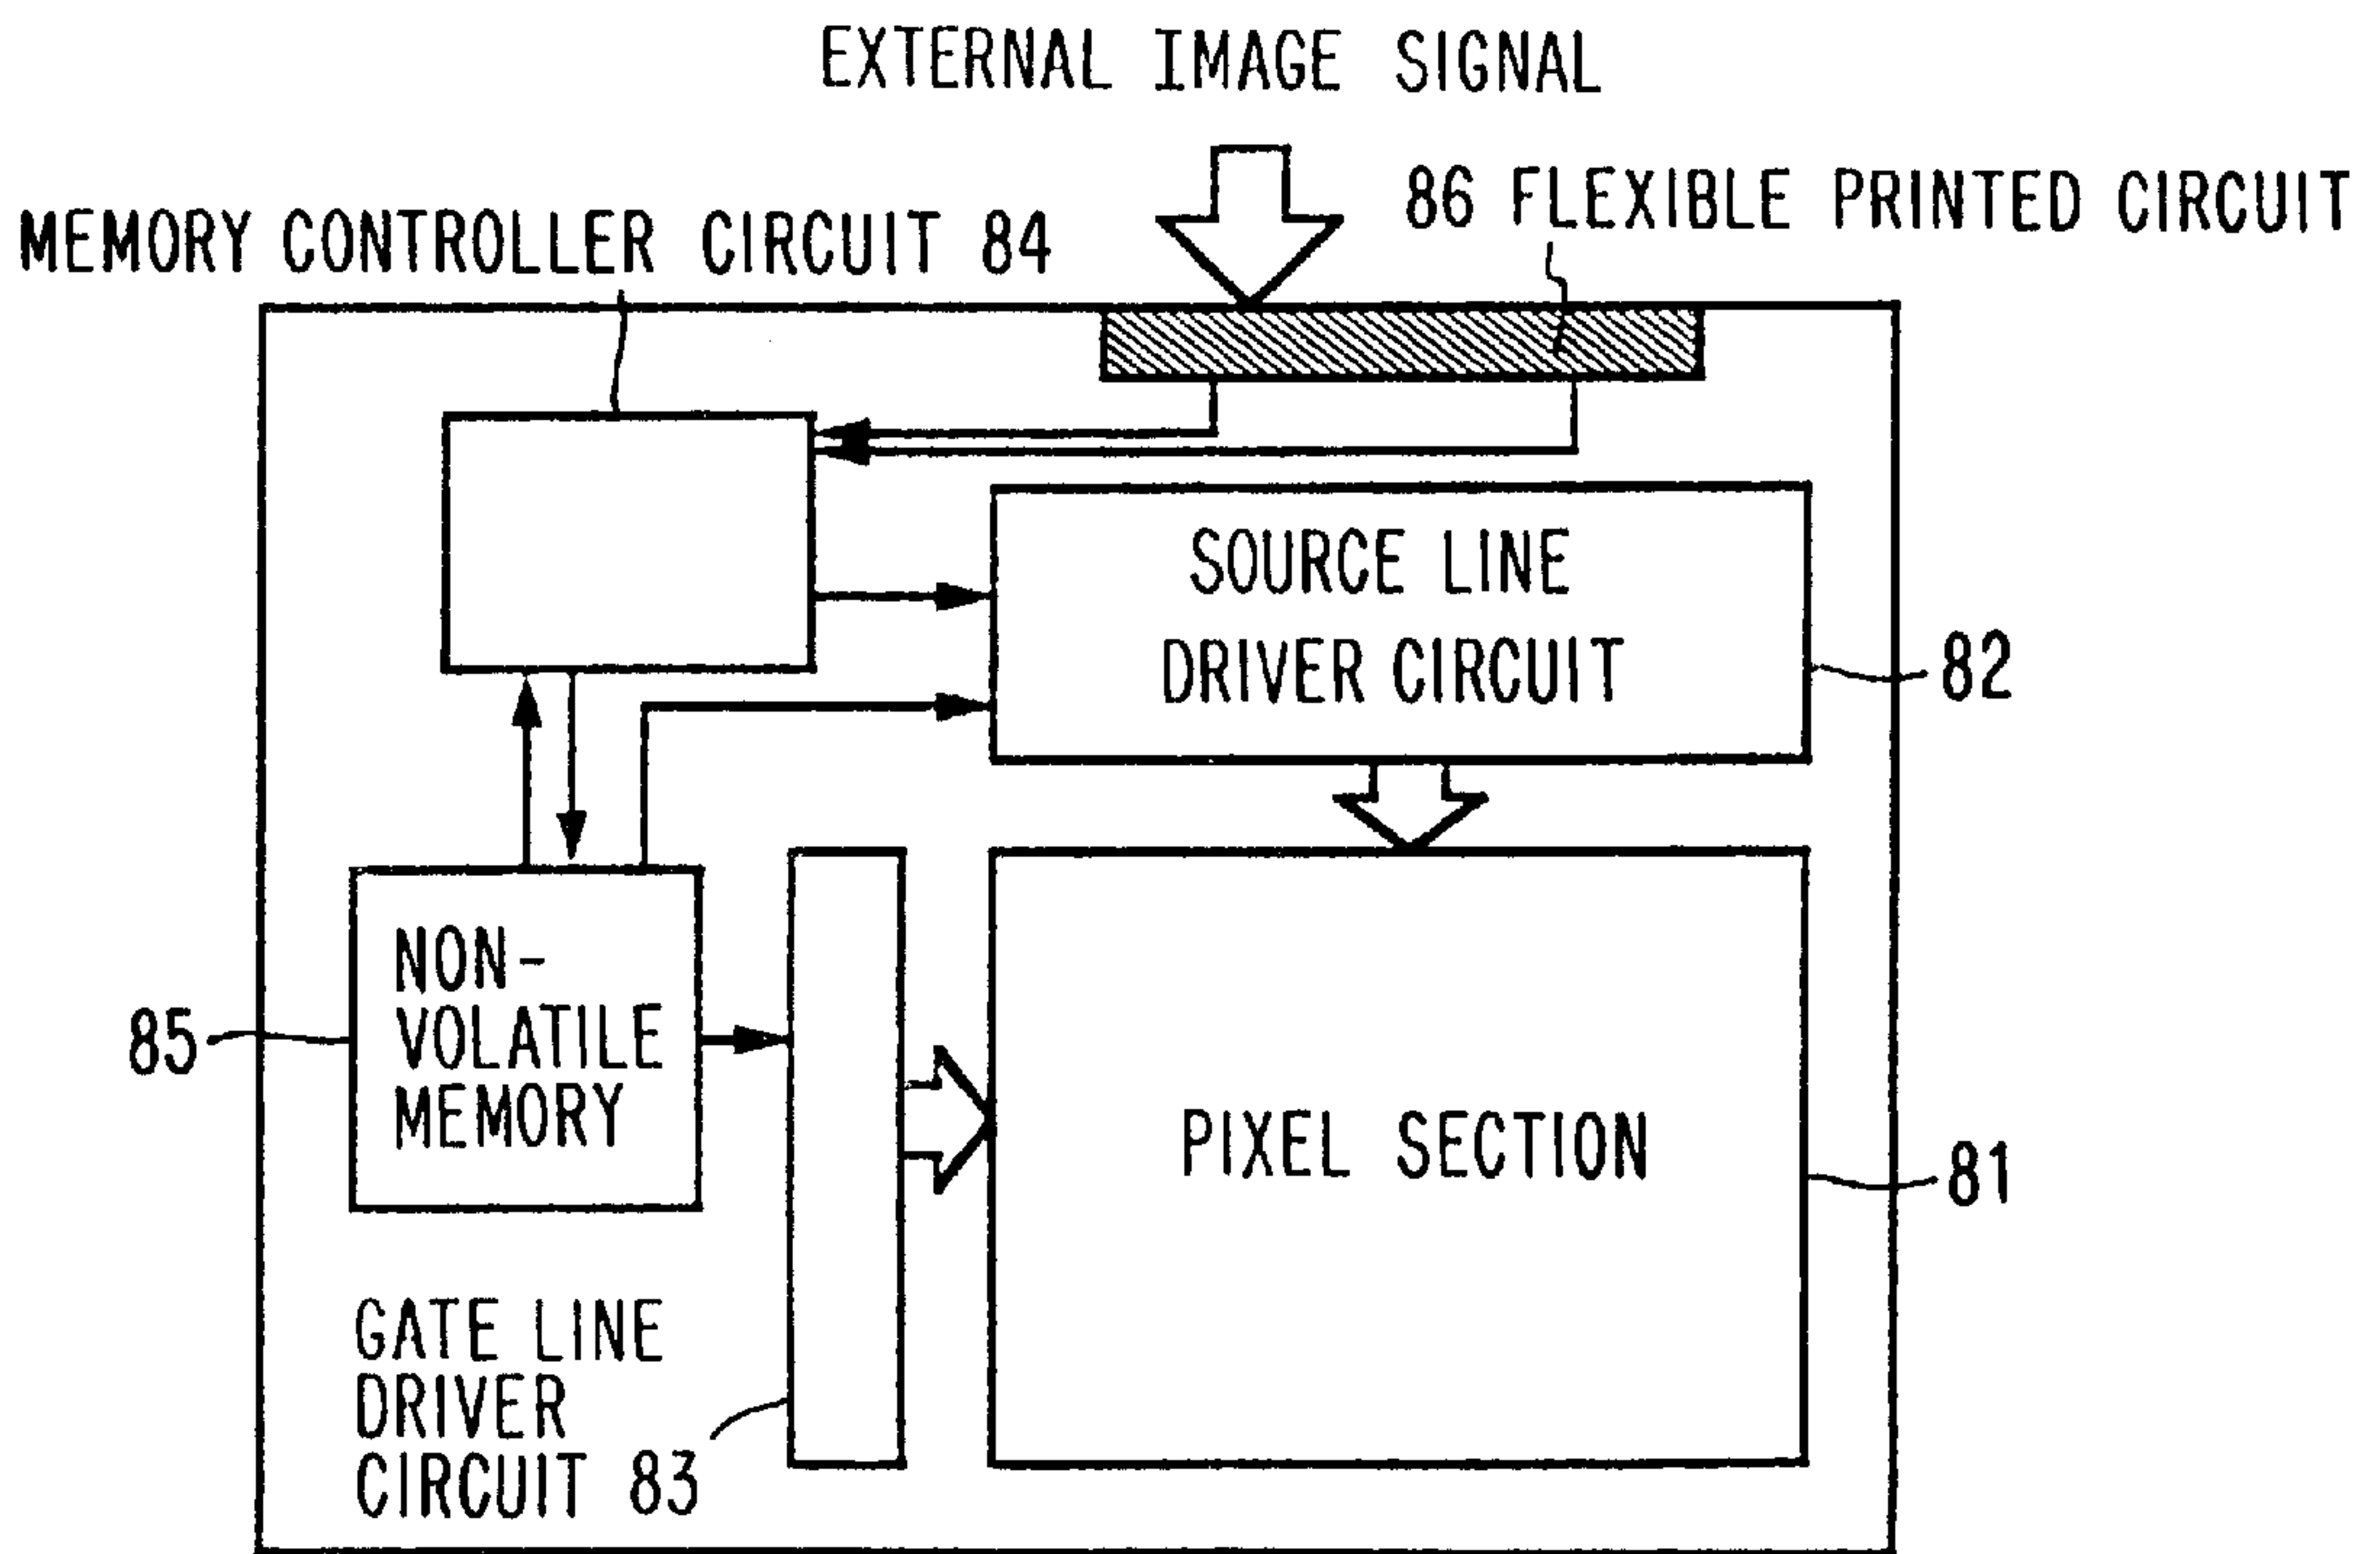 EXTERNAL IMAGE SIGNAL
86 FLEXIBLE PRINTED CIRCUIT
MEMORY CONTROLLER CIRCUIT 84
SOURCE LINE
DRIVER CIRCUIT
82
NON-
VOLATILE
MEMORY
85
PIXEL SECTION
81
GATE LINE
DRIVER
CIRCUIT 83